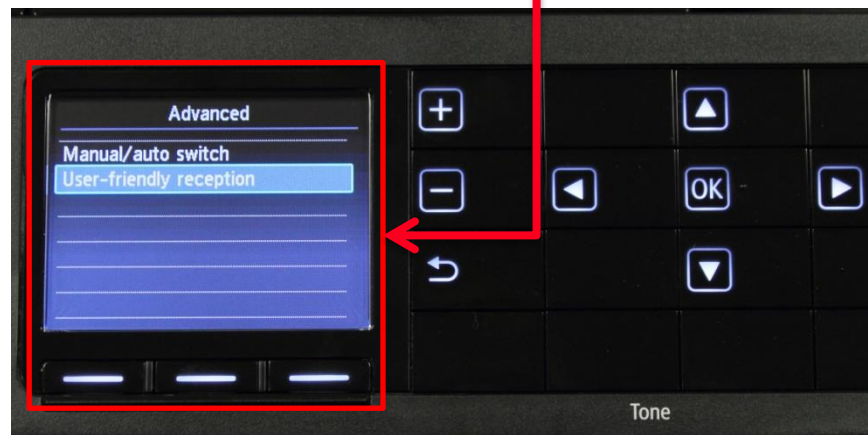 Advanced
Manual/auto switch
User-friendly reception
OK
Tone